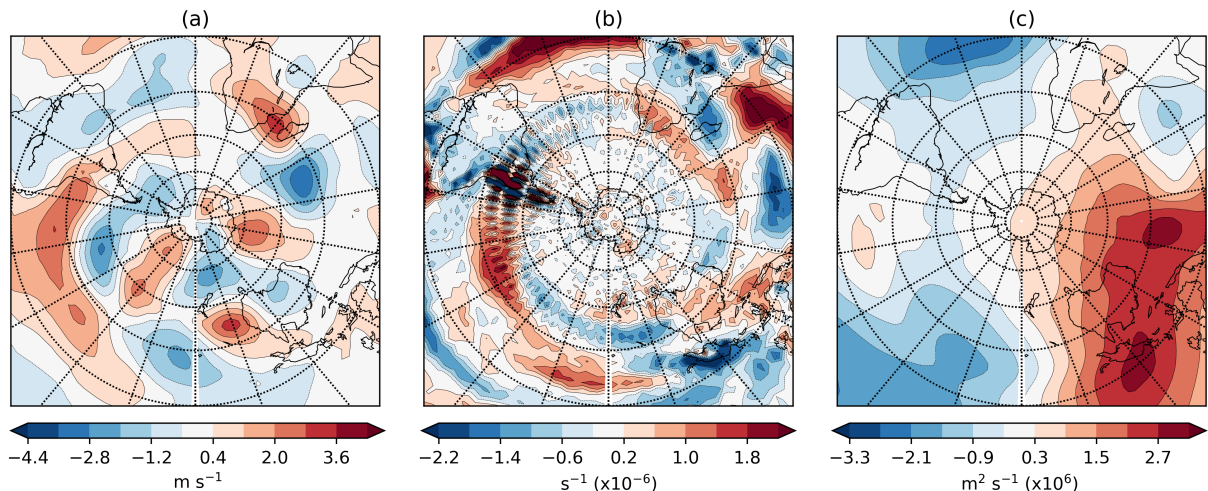 (a)
(b)
(c)
−4.4 −2.8 −1.2 0.4 2.0 3.6
m s⁻¹
−2.2 −1.4 −0.6 0.2 1.0 1.8
s⁻¹ (x10⁻⁶)
−3.3 −2.1 −0.9 0.3 1.5 2.7
m² s⁻¹ (x10⁶)